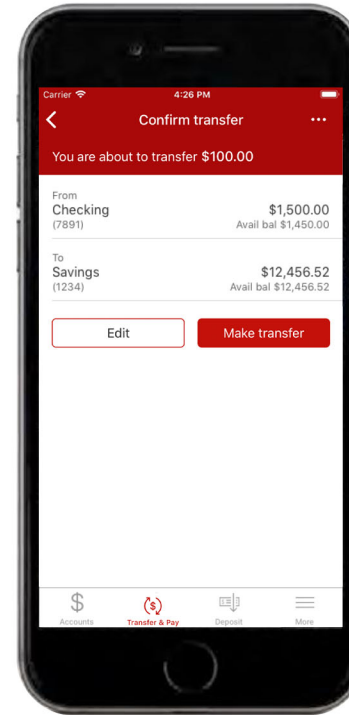 Carrier 4:26 PM
Confirm transfer ...
You are about to transfer $100.00
From
Checking $1,500.00
(7891) Avail bal $1,450.00
To
Savings $12,456.52
(1234) Avail bal $12,456.52
Edit Make transfer
$ $
Accounts Transfer & Pay Deposit More